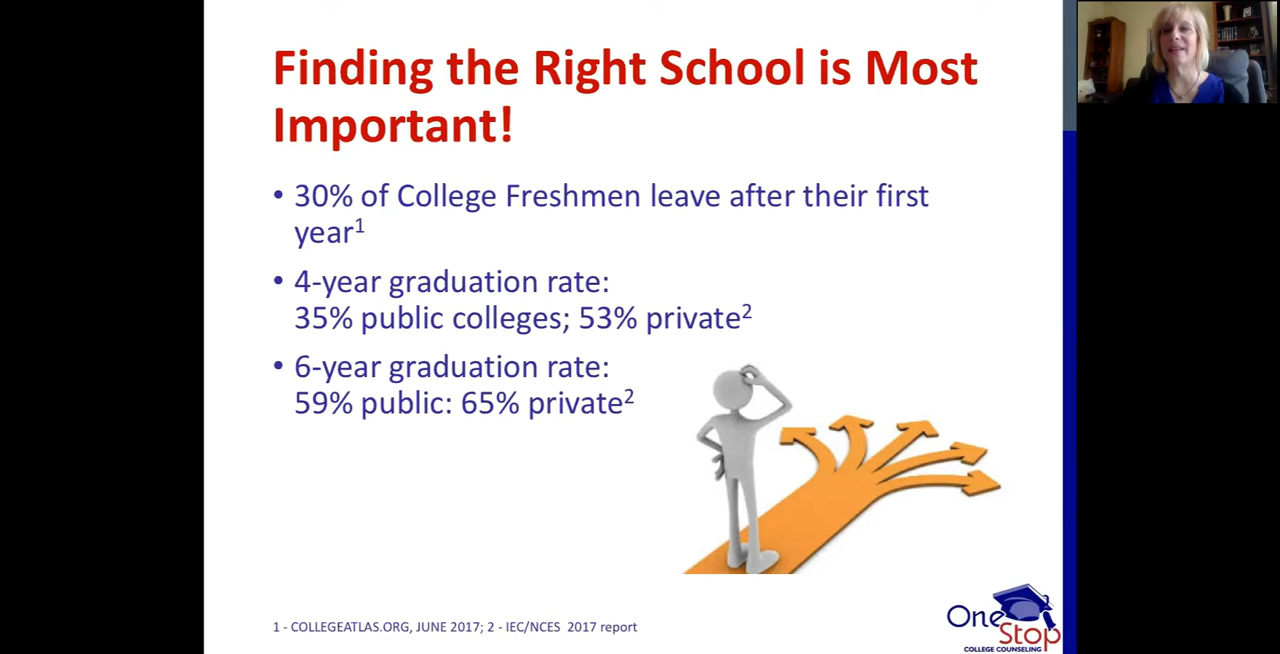 Finding the Right School is Most
Important!
• 30% of College Freshmen leave after their first
year¹
• 4-year graduation rate:
35% public colleges; 53% private²
• 6-year graduation rate:
59% public: 65% private²
1 - COLLEGEATLAS.ORG, JUNE 2017; 2 - IEC/NCES 2017 report
One
Stop
COLLEGE COUNSELING